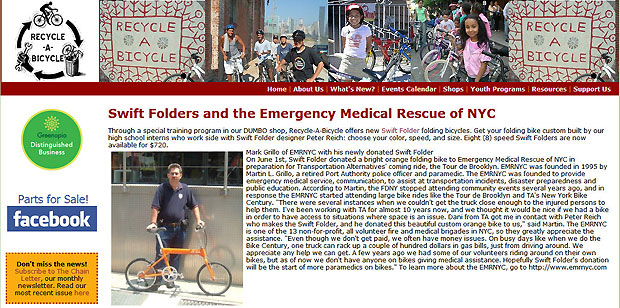 RECYCLE
-A-
BICYCLE
RECYCLE
A
BICYCLE
RECYCLE
A
BICYCLE
Home | About Us | What's New? | Events Calendar | Shops | Youth Programs | Resources | Support Us
Greenopia
Distinguished
Business
Parts for Sale!
facebook
Don't miss the news!
Subscribe to The Chain
Letter, our monthly
newsletter. Read our
most recent issue here
Swift Folders and the Emergency Medical Rescue of NYC
Through a special training program in our DUMBO shop, Recycle-A-Bicycle offers new Swift Folder folding bicycles. Get your folding bike custom built by our
high school interns who work side with Swift Folder designer Peter Reich: choose your color, speed, and size. Eight (8) speed Swift Folders are now
available for $720.
Mark Grillo of EMRNYC with his newly donated Swift Folder
On June 1st, Swift Folder donated a bright orange folding bike to Emergency Medical Rescue of NYC in
preparation for Transportation Alternatives' coming ride, the Tour de Brooklyn. EMRNYC was founded in 1995 by
Martin L. Grillo, a retired Port Authority police officer and paramedic. The EMRNYC was founded to provide
emergency medical service, communication, to assist at transportation incidents, disaster preparedness and
public education. According to Martin, the FDNY stopped attending community events several years ago, and in
response the EMRNYC started attending large bike rides like the Tour de Brooklyn and TA's New York Bike
Century. "There were several instances when we couldn't get the truck close enough to the injured persons to
help them. I've been working with TA for almost 10 years now, and we thought it would be nice if we had a bike
in order to have access to situations where space is an issue. Dani from TA got me in contact with Peter Reich
who makes the Swift Folder, and he donated this beautiful custom orange bike to us," said Martin. The EMRNYC
is one of the 13 non-profit, all volunteer fire and medical brigades in NYC, so they greatly appreciate the
assistance. "Even though we don't get paid, we often have money issues. On busy days like when we do the
Bike Century, one truck can rack up a couple of hundred dollars in gas bills, just from driving around. We
appreciate any help we can get. A few years ago we had some of our volunteers riding around on their own
bikes, but as of now we don't have anyone on bikes giving medical assistance. Hopefully Swift Folder's donation
will be the start of more paramedics on bikes." To learn more about the EMRNYC, go to http://www.emrnyc.com